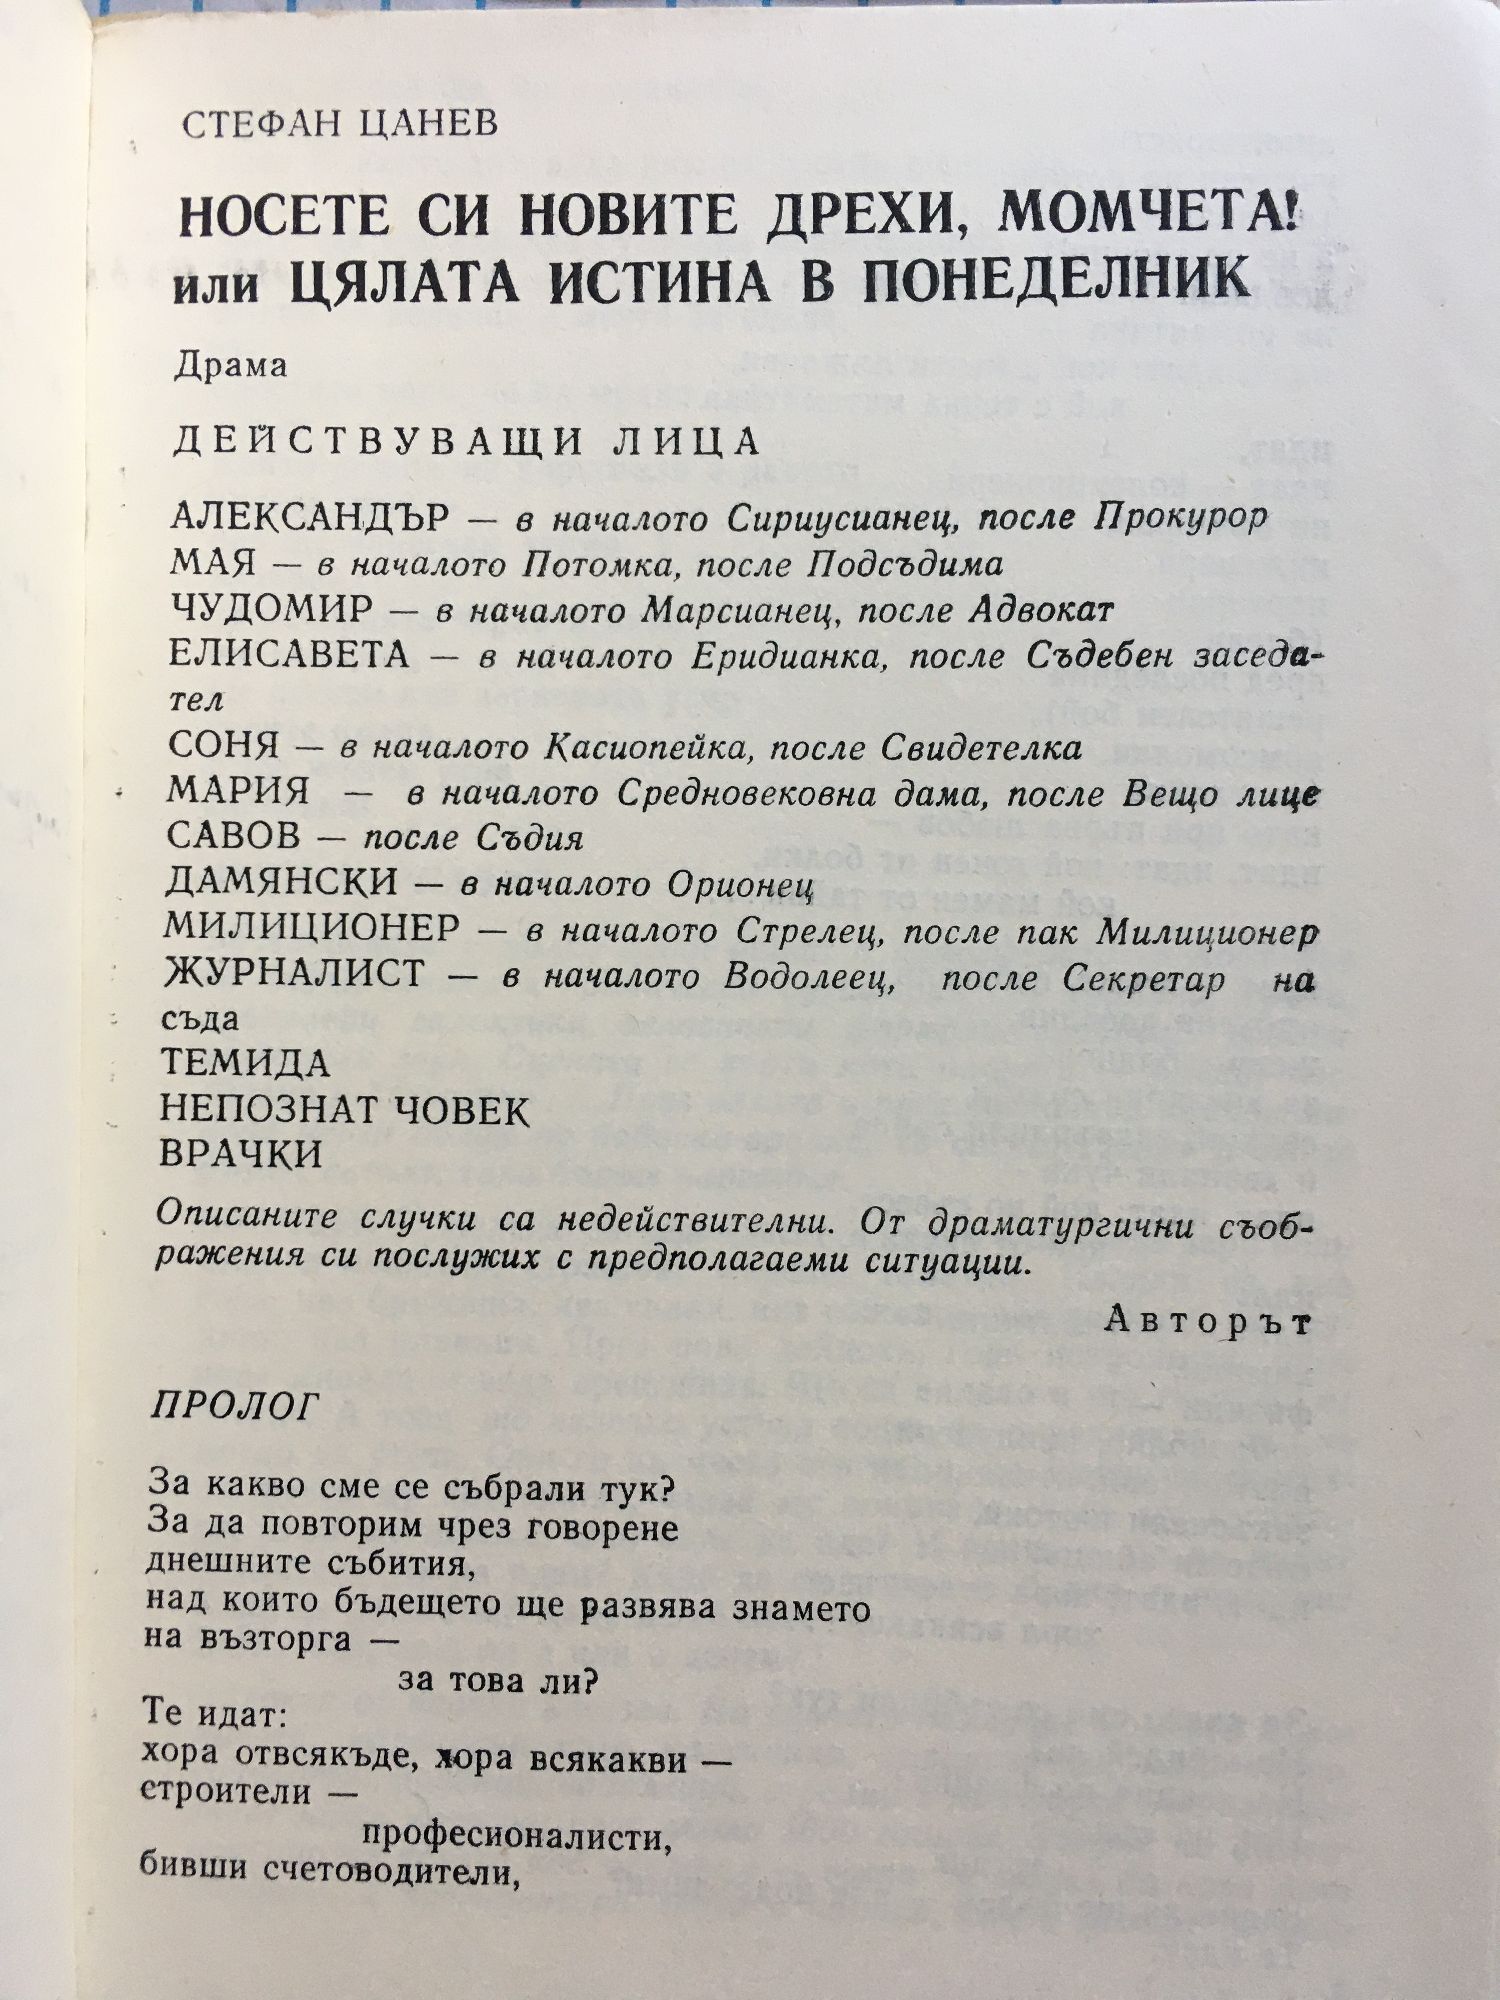 СТЕФАН ЦАНЕВ
НОСЕТЕ СИ НОВИТЕ ДРЕХИ, МОМЧЕТА!
или ЦЯЛАТА ИСТИНА В ПОНЕДЕЛНИК
Драма
ДЕЙСТВУВАЩИ ЛИЦА
АЛЕКСАНДЪР — в началото Сириусианец, после Прокурор
МАЯ — в началото Потомка, после Подсъдима
ЧУДОМИР — в началото Марсианец, после Адвокат
ЕЛИСАВЕТА — в началото Еридианка, после Съдебен заседа-
тел
СОНЯ — в началото Касиопейка, после Свидетелка
МАРИЯ — в началото Средновековна дама, после Вещо лице
САВОВ — после Съдия
ДАМЯНСКИ — в началото Орионец
МИЛИЦИОНЕР — в началото Стрелец, после пак Милиционер
ЖУРНАЛИСТ — в началото Водолеец, после Секретар на
съда
ТЕМИДА
НЕПОЗНАТ ЧОВЕК
ВРАЧКИ
Описаните случки са недействителни. От драматургични съоб-
ражения си послужих с предполагаеми ситуации.
Авторът
ПРОЛОГ
За какво сме се събрали тук?
За да повторим чрез говорене
днешните събития,
над които бъдещето ще развява знамето
на възторга —
за това ли?
Те идат:
хора отвсякъде, хора всякакви —
строители —
професионалисти,
бивши счетоводители,